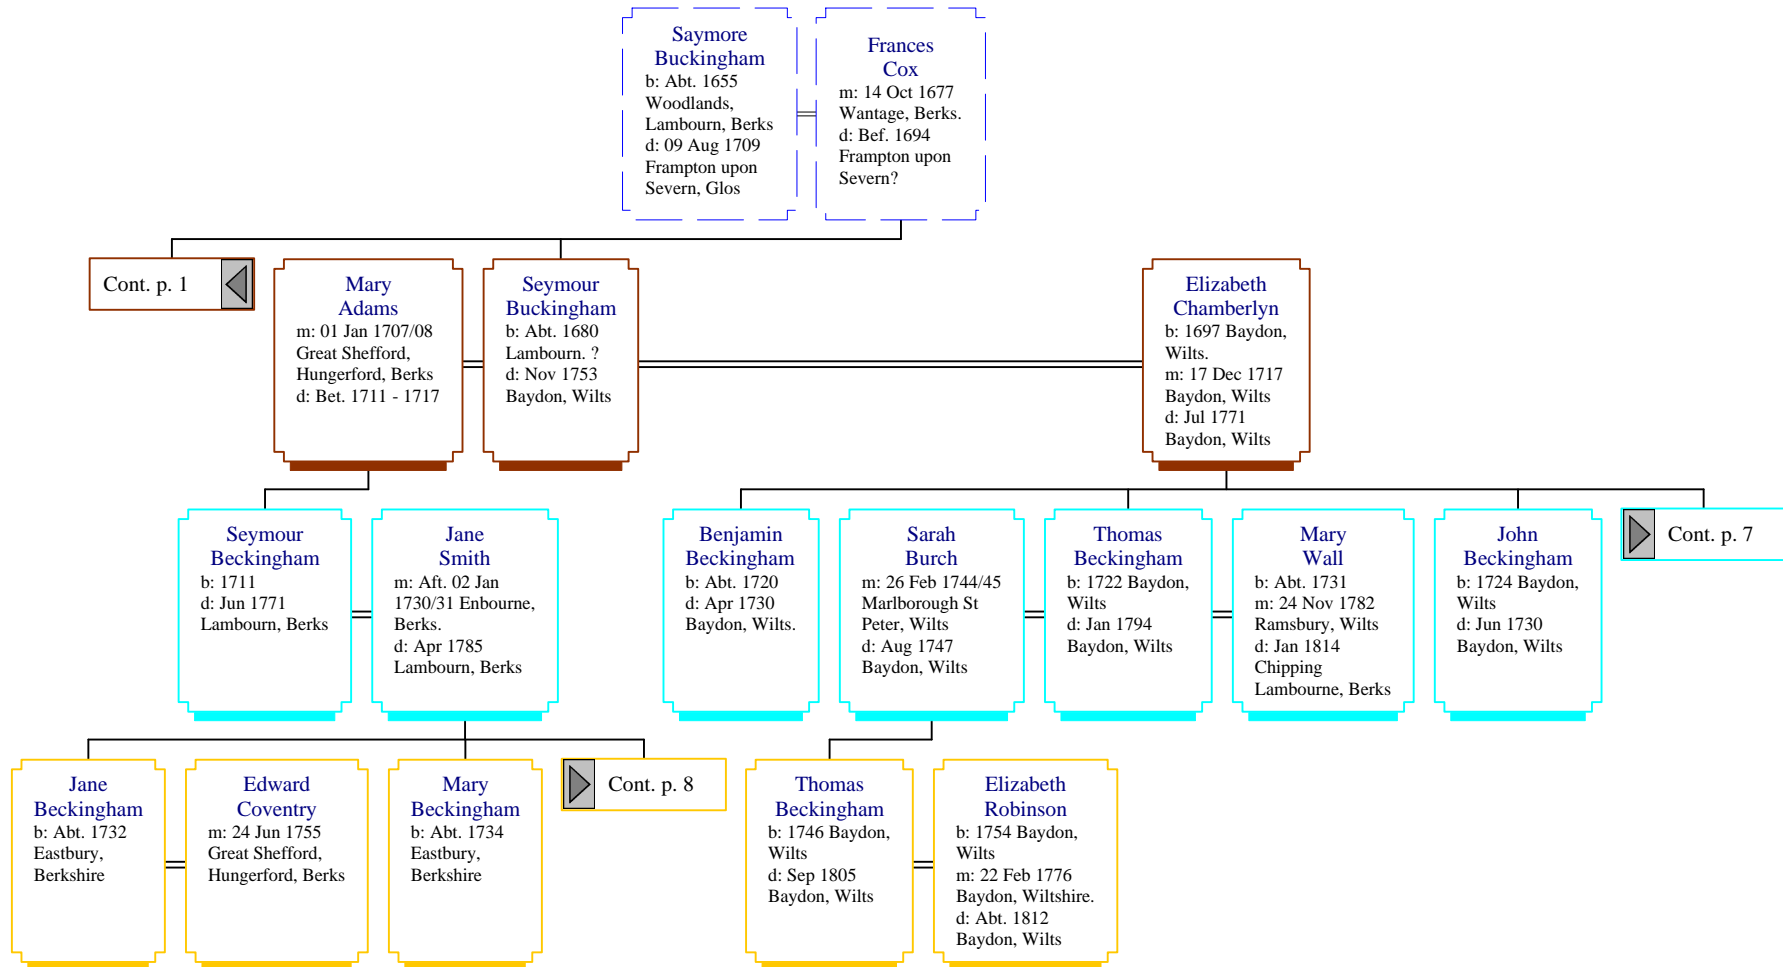 Saymore
Buckingham
b: Abt. 1655
Woodlands,
Lambourn, Berks
d: 09 Aug 1709
Frampton upon
Severn, Glos
Frances
Cox
m: 14 Oct 1677
Wantage, Berks.
d: Bef. 1694
Frampton upon
Severn?
Cont. p. 1
Mary
Adams
m: 01 Jan 1707/08
Great Shefford,
Hungerford, Berks
d: Bet. 1711 - 1717
Seymour
Buckingham
b: Abt. 1680
Lambourn. ?
d: Nov 1753
Baydon, Wilts
Elizabeth
Chamberlyn
b: 1697 Baydon,
Wilts.
m: 17 Dec 1717
Baydon, Wilts
d: Jul 1771
Baydon, Wilts
Seymour
Beckingham
b: 1711
d: Jun 1771
Lambourn, Berks
Jane
Smith
m: Aft. 02 Jan
1730/31 Enbourne,
Berks.
d: Apr 1785
Lambourn, Berks
Benjamin
Beckingham
b: Abt. 1720
d: Apr 1730
Baydon, Wilts.
Sarah
Burch
m: 26 Feb 1744/45
Marlborough St
Peter, Wilts
d: Aug 1747
Baydon, Wilts
Thomas
Beckingham
b: 1722 Baydon,
Wilts
d: Jan 1794
Baydon, Wilts
Mary
Wall
b: Abt. 1731
m: 24 Nov 1782
Ramsbury, Wilts
d: Jan 1814
Chipping
Lambourne, Berks
John
Beckingham
b: 1724 Baydon,
Wilts
d: Jun 1730
Baydon, Wilts
Cont. p. 7
Jane
Beckingham
b: Abt. 1732
Eastbury,
Berkshire
Edward
Coventry
m: 24 Jun 1755
Great Shefford,
Hungerford, Berks
Mary
Beckingham
b: Abt. 1734
Eastbury,
Berkshire
Cont. p. 8
Thomas
Beckingham
b: 1746 Baydon,
Wilts
d: Sep 1805
Baydon, Wilts
Elizabeth
Robinson
b: 1754 Baydon,
Wilts
m: 22 Feb 1776
Baydon, Wiltshire.
d: Abt. 1812
Baydon, Wilts